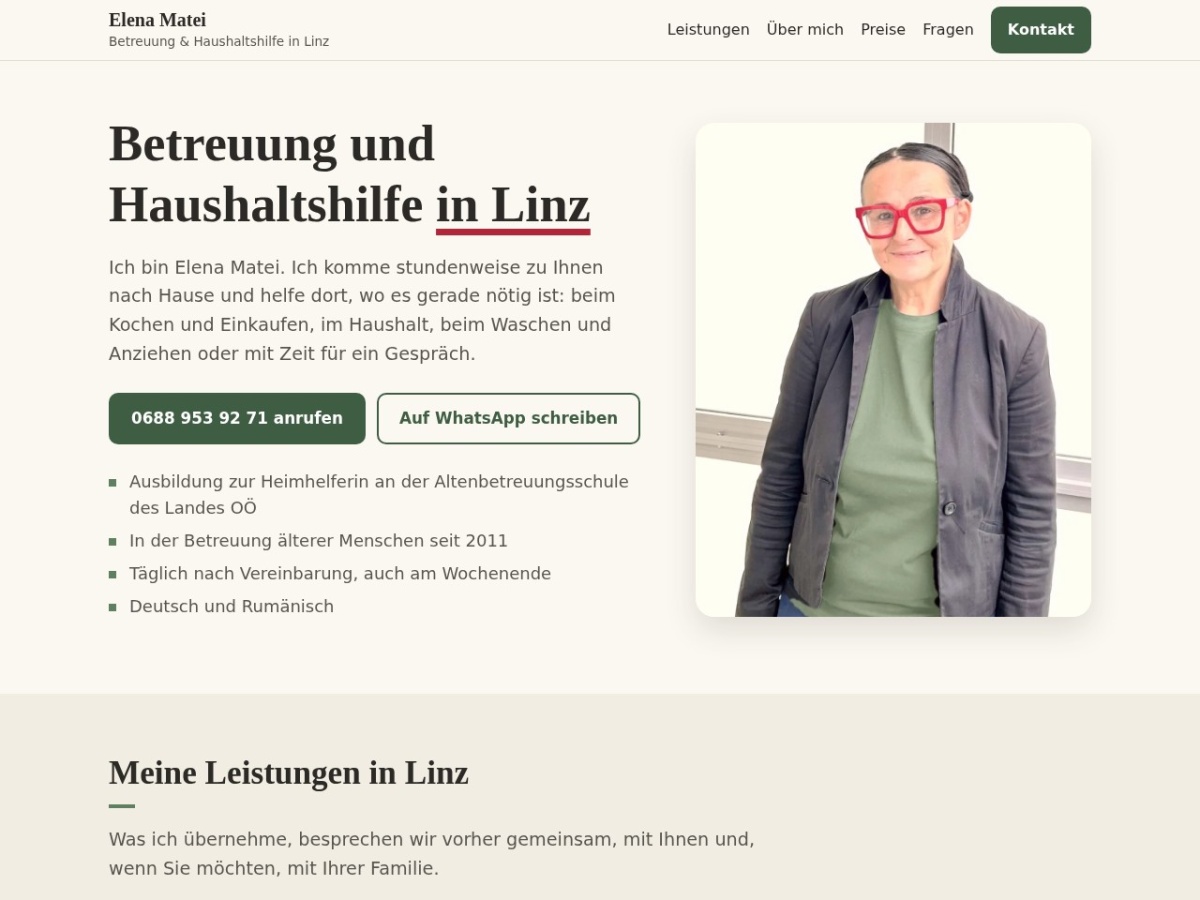 Elena Matei
Betreuung & Haushaltshilfe in Linz
Leistungen Über mich Preise Fragen Kontakt
Betreuung und
Haushaltshilfe in Linz
Ich bin Elena Matei. Ich komme stundenweise zu Ihnen
nach Hause und helfe dort, wo es gerade nötig ist: beim
Kochen und Einkaufen, im Haushalt, beim Waschen und
Anziehen oder mit Zeit für ein Gespräch.
0688 953 92 71 anrufen
Auf WhatsApp schreiben
Ausbildung zur Heimhelferin an der Altenbetreuungsschule
des Landes OÖ
In der Betreuung älterer Menschen seit 2011
Täglich nach Vereinbarung, auch am Wochenende
Deutsch und Rumänisch
Meine Leistungen in Linz
Was ich übernehme, besprechen wir vorher gemeinsam, mit Ihnen und,
wenn Sie möchten, mit Ihrer Familie.